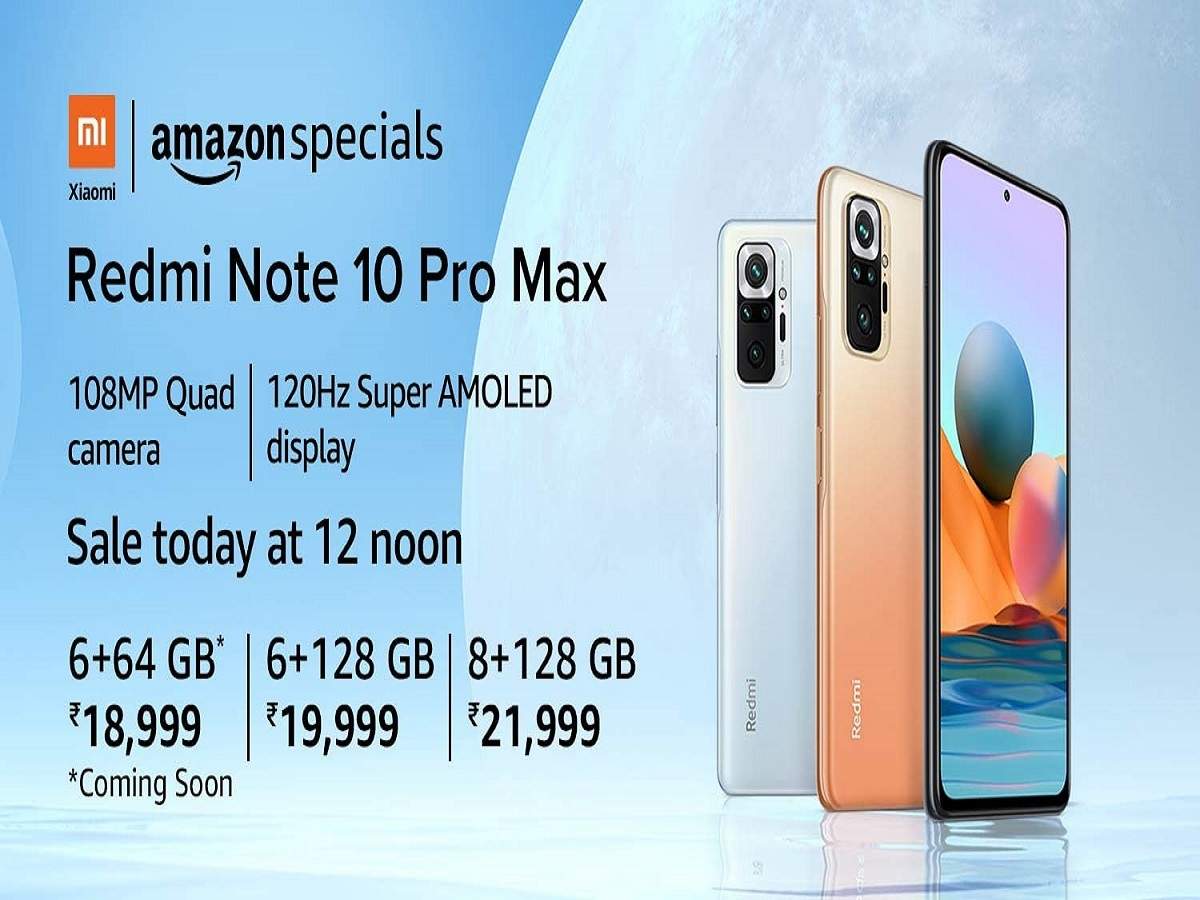 mi
Xiaomi
amazon specials
Redmi Note 10 Pro Max
108MP Quad camera
120Hz Super AMOLED display
Sale today at 12 noon
6+64 GB*
₹18,999
*Coming Soon
6+128 GB
₹19,999
8+128 GB
₹21,999
Redmi
Redmi